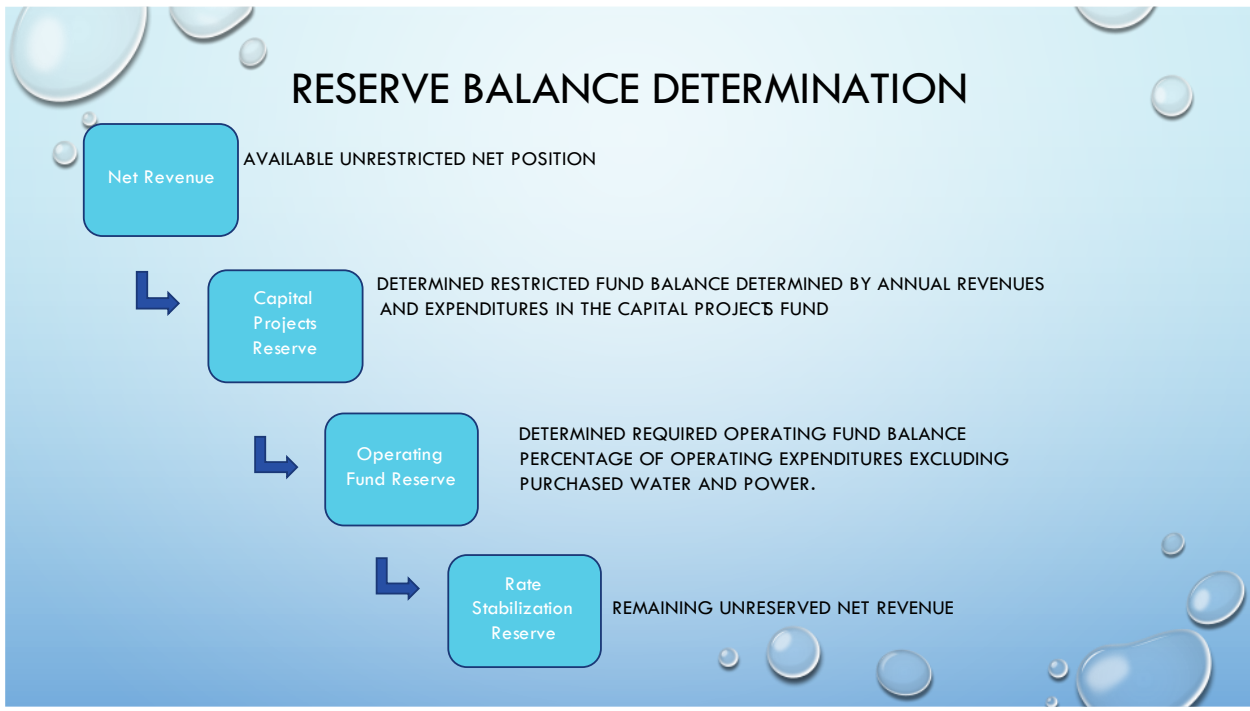 RESERVE BALANCE DETERMINATION
Net Revenue
AVAILABLE UNRESTRICTED NET POSITION
Capital
Projects
Reserve
DETERMINED RESTRICTED FUND BALANCE DETERMINED BY ANNUAL REVENUES
AND EXPENDITURES IN THE CAPITAL PROJECTS FUND
Operating
Fund Reserve
DETERMINED REQUIRED OPERATING FUND BALANCE
PERCENTAGE OF OPERATING EXPENDITURES EXCLUDING
PURCHASED WATER AND POWER.
Rate
Stabilization
Reserve
REMAINING UNRESERVED NET REVENUE